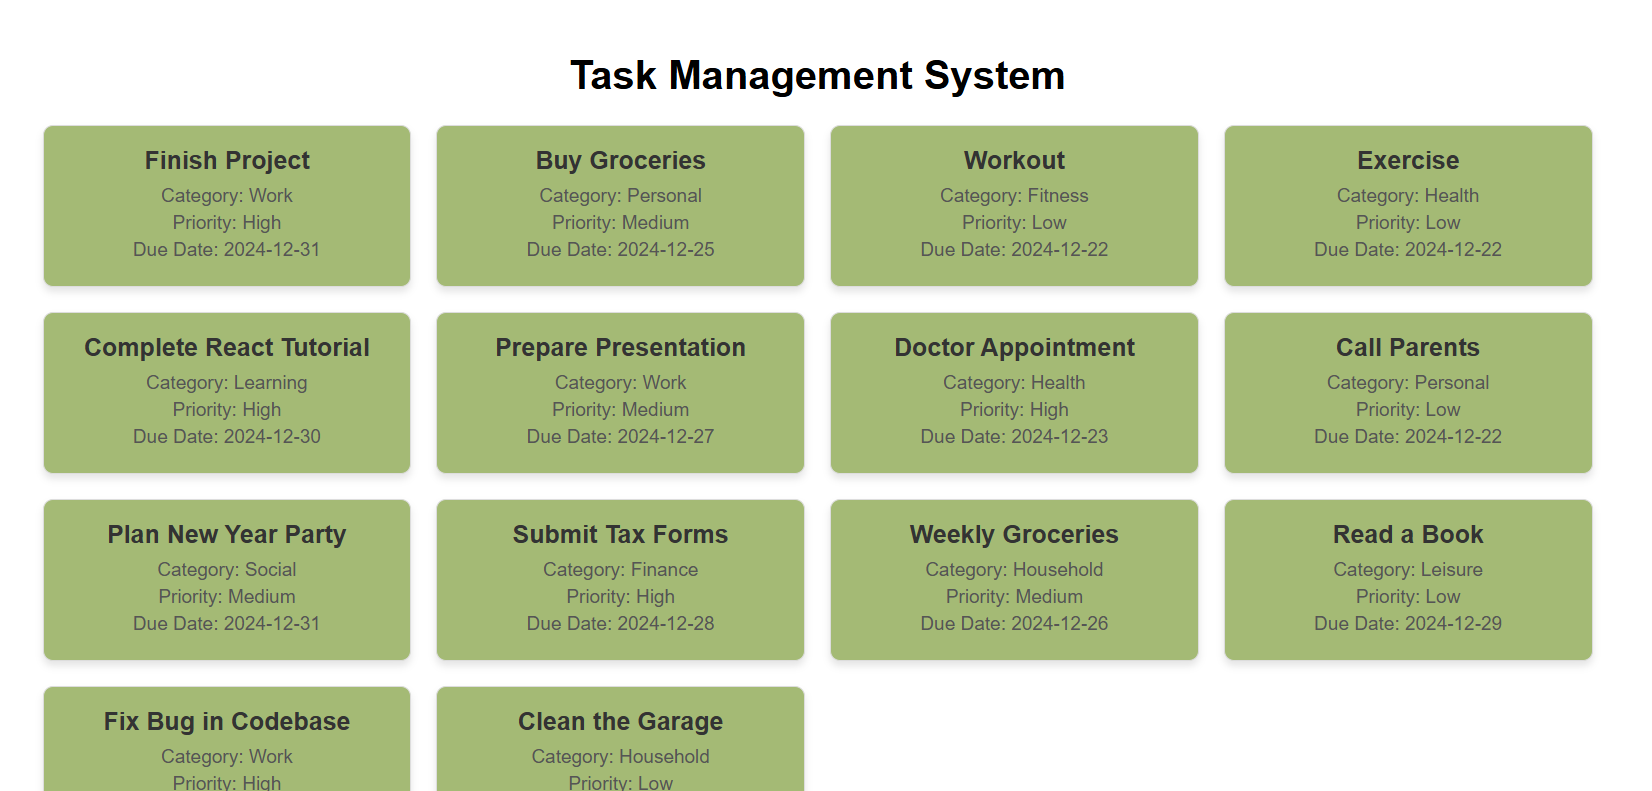 Task Management System
Finish Project
Category: Work
Priority: High
Due Date: 2024-12-31
Buy Groceries
Category: Personal
Priority: Medium
Due Date: 2024-12-25
Workout
Category: Fitness
Priority: Low
Due Date: 2024-12-22
Exercise
Category: Health
Priority: Low
Due Date: 2024-12-22
Complete React Tutorial
Category: Learning
Priority: High
Due Date: 2024-12-30
Prepare Presentation
Category: Work
Priority: Medium
Due Date: 2024-12-27
Doctor Appointment
Category: Health
Priority: High
Due Date: 2024-12-23
Call Parents
Category: Personal
Priority: Low
Due Date: 2024-12-22
Plan New Year Party
Category: Social
Priority: Medium
Due Date: 2024-12-31
Submit Tax Forms
Category: Finance
Priority: High
Due Date: 2024-12-28
Weekly Groceries
Category: Household
Priority: Medium
Due Date: 2024-12-26
Read a Book
Category: Leisure
Priority: Low
Due Date: 2024-12-29
Fix Bug in Codebase
Category: Work
Priority: High
Clean the Garage
Category: Household
Priority: Low